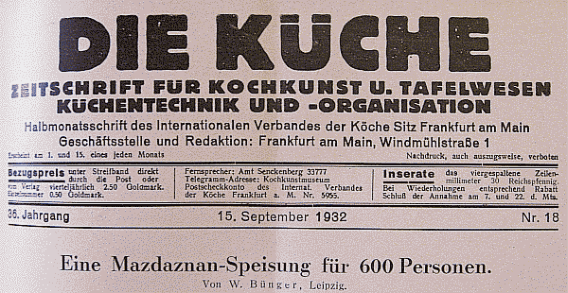 DIE KÜCHE
ZEITSCHRIFT FÜR KOCHKUNST U. TAFELWESEN
KÜCHENTECHNIK UND -ORGANISATION
Halbmonatsschrift des Internationalen Verbandes der Köche Sitz Frankfurt am Main
Geschäftsstelle und Redaktion: Frankfurt am Main, Windmühlstraße 1
Erscheint am 1. und 15. eines jeden Monats
Nachdruck, auch auszugsweise, verboten
Bezugspreis unter Streifband direkt
durch die Post oder
vom Verlag vierteljährlich 2.50 Goldmark.
Einzelnummer 0.50 Goldmark.
Fernsprecher: Amt Senckenberg 33777
Telegramm-Adresse: Kochkunstmuseum
Postscheckkonto des Internat. Verbandes
der Köche Frankfurt a. M. Nr. 5955.
Inserate das viergespaltene Zeilen-
millimeter 30 Reichspfennig.
Bei Wiederholungen entsprechend Rabatt
Schluß der Annahme am 7. und 22. d. Mts.
36. Jahrgang
15. September 1932
Nr. 18
Eine Mazdaznan-Speisung für 600 Personen.
Von W. Bünger, Leipzig.